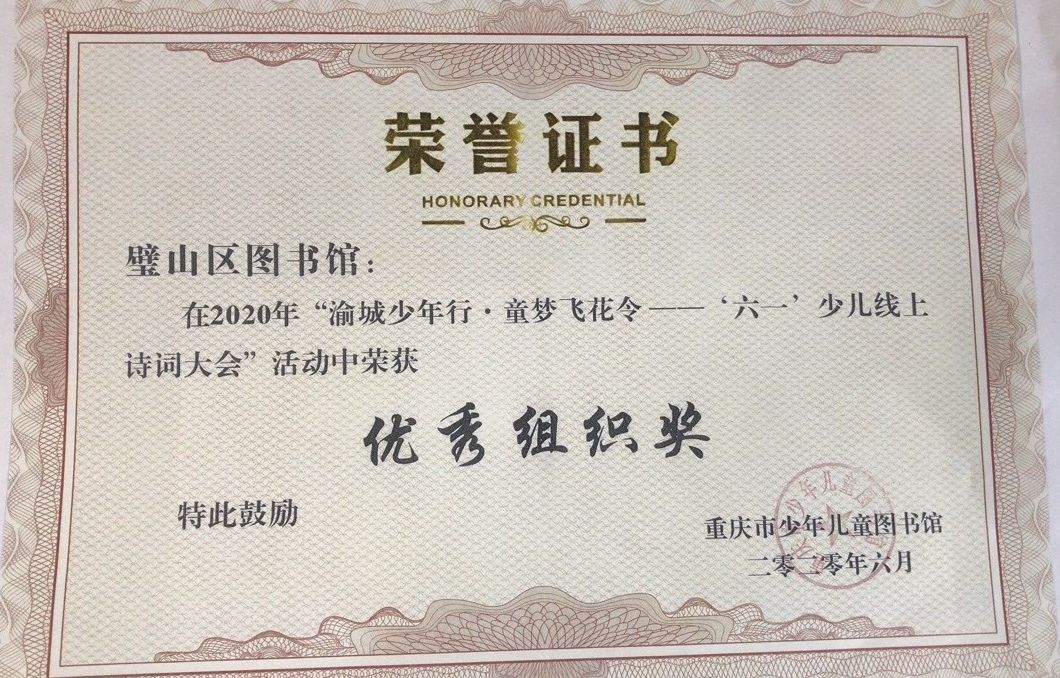 荣誉证书
HONORARY CREDENTIAL
璧山区图书馆：
在2020年“渝城少年行·童梦飞花令——‘六一’少儿线上
诗词大会”活动中荣获
优秀组织奖
特此鼓励
重庆市少年儿童图书馆
二零二零年六月